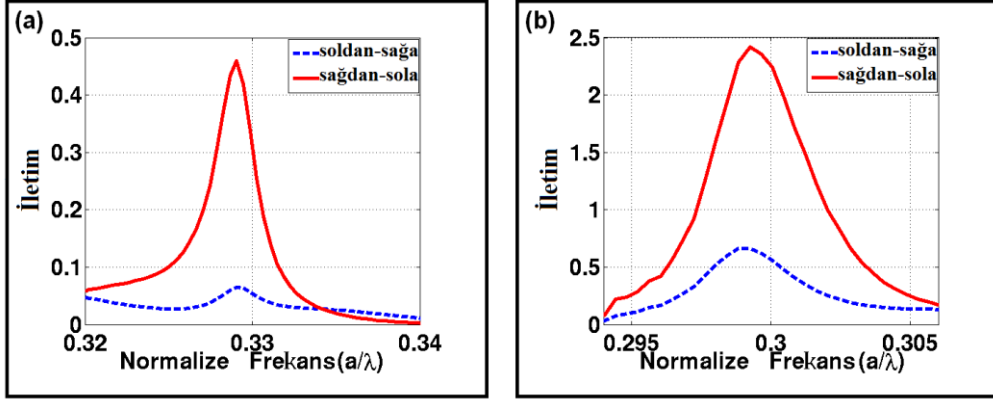 (a)
0.5
0.4
0.3
0.2
0.1
0
İletim
soldan-sağa
sağdan-sola
0.32
0.33
0.34
Normalize Frekans(a/λ)
(b)
2.5
2
1.5
1
0.5
0
İletim
soldan-sağa
sağdan-sola
0.295
0.3
0.305
Normalize Frekans(a/λ)